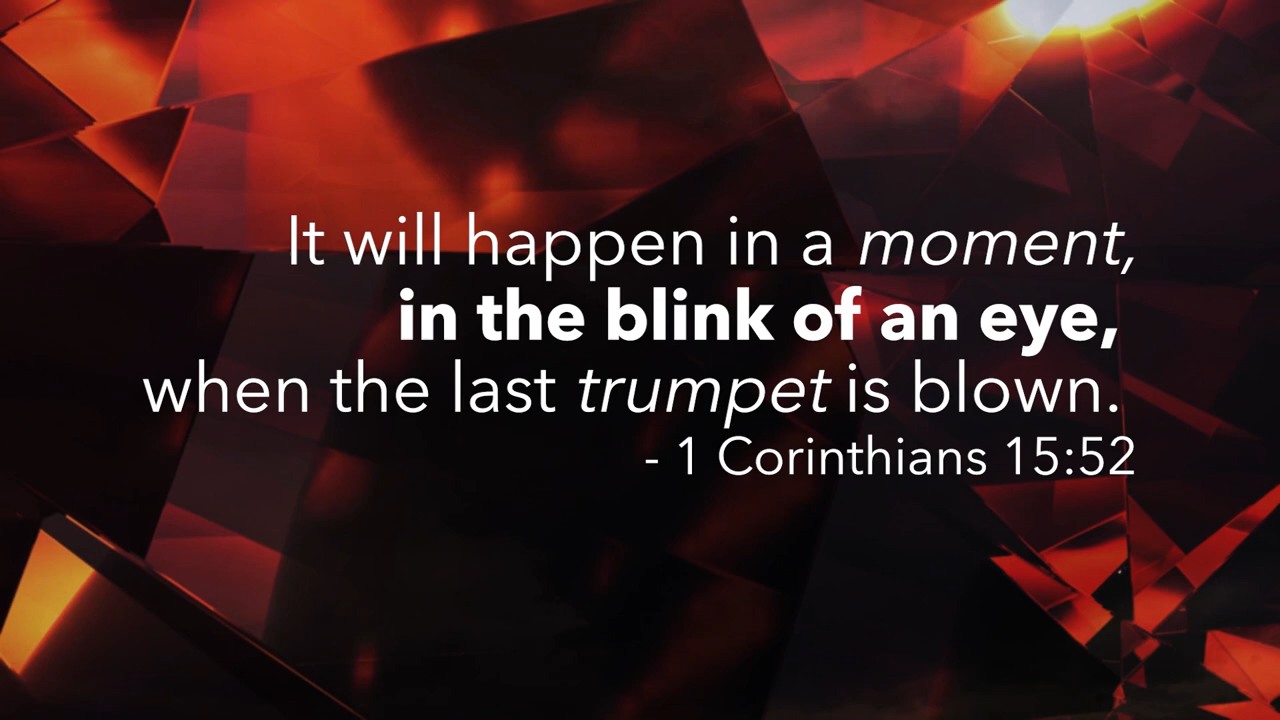 It will happen in a moment,
in the blink of an eye,
when the last trumpet is blown.
- 1 Corinthians 15:52